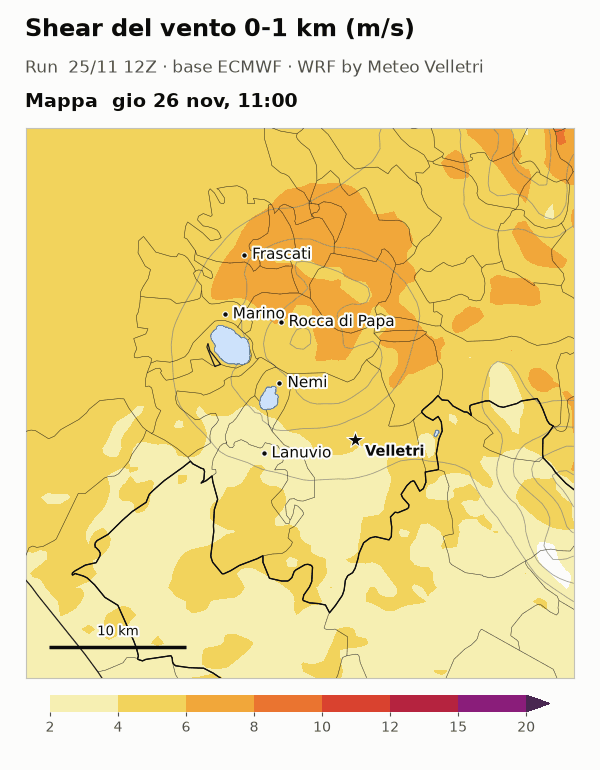 Shear del vento 0-1 km (m/s)
Run  25/11 12Z · base ECMWF · WRF by Meteo Velletri
Mappa  gio 26 nov, 11:00
Frascati
Marino
Rocca di Papa
Nemi
Velletri
Lanuvio
10 km
2 4 6 8 10 12 15 20